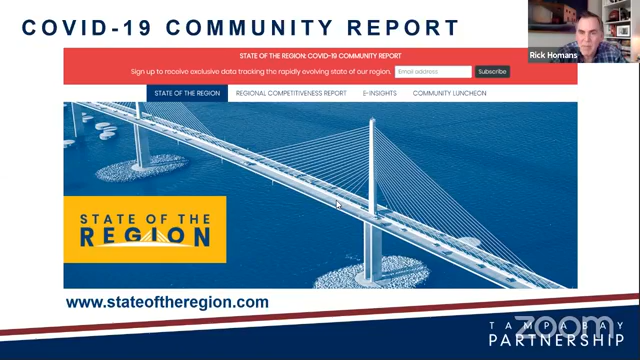 COVID-19 COMMUNITY REPORT
Rick Homans
STATE OF THE REGION: COVID-19 COMMUNITY REPORT
Sign up to receive exclusive data tracking the rapidly evolving state of our region. Email address Subscribe
STATE OF THE REGION REGIONAL COMPETITIVENESS REPORT E-INSIGHTS COMMUNITY LUNCHEON
STATE OF THE
REGION
www.stateoftheregion.com
zoom
TAMPA BAY
PARTNERSHIP